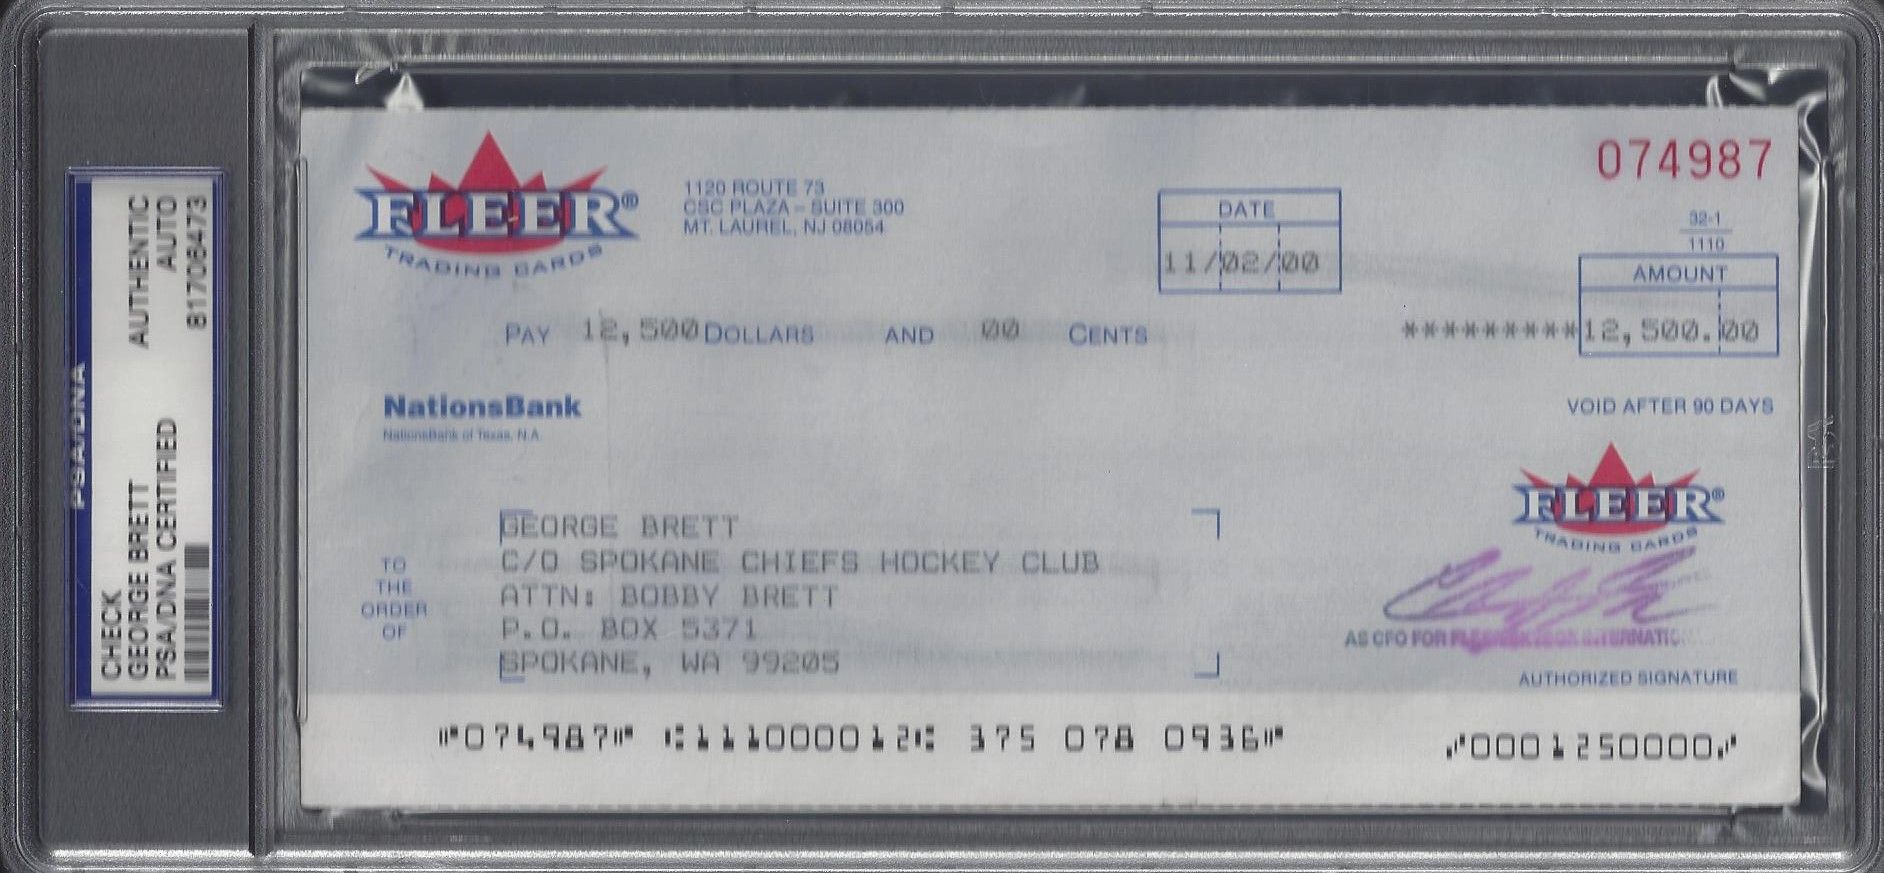 PSA/DNA
CHECK AUTHENTIC
GEORGE BRETT AUTO
PSA/DNA CERTIFIED 81708473
074987
FLEER®
TRADING CARDS
1120 ROUTE 73
CSC PLAZA – SUITE 300
MT. LAUREL, NJ 08054
DATE
11/02/00
32-1
1110
AMOUNT
PAY 12,500 DOLLARS AND 00 CENTS *********12,500.00
NationsBank
NationsBank of Texas, N.A.
VOID AFTER 90 DAYS
FLEER®
TRADING CARDS
TO THE ORDER OF
GEORGE BRETT
C/O SPOKANE CHIEFS HOCKEY CLUB
ATTN: BOBBY BRETT
P.O. BOX 5371
SPOKANE, WA 99205
AS CFO FOR
AUTHORIZED SIGNATURE
⑈074987⑈ ⑆111000012⑆ 375 078 0936⑈ ⑇0001250000⑇
PSA